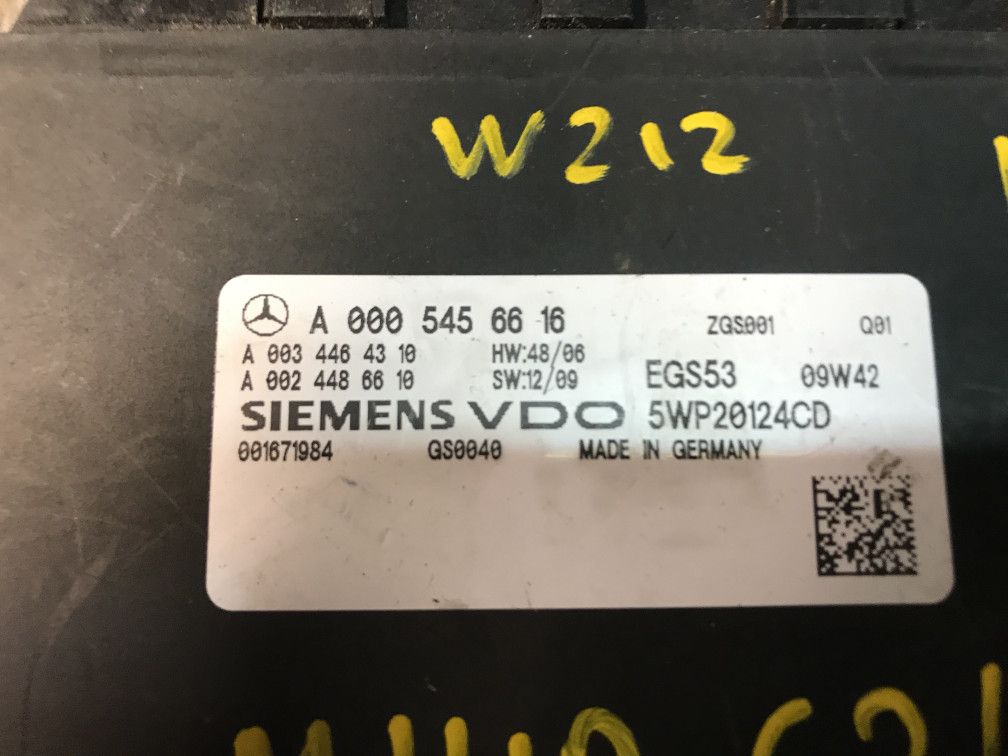 W212
A 000 545 66 16 ZGS001 Q01
A 003 446 43 10 HW:48/06
A 002 448 66 10 SW:12/09 EGS53 09W42
SIEMENS VDO 5WP20124CD
001671984 GS0040 MADE IN GERMANY